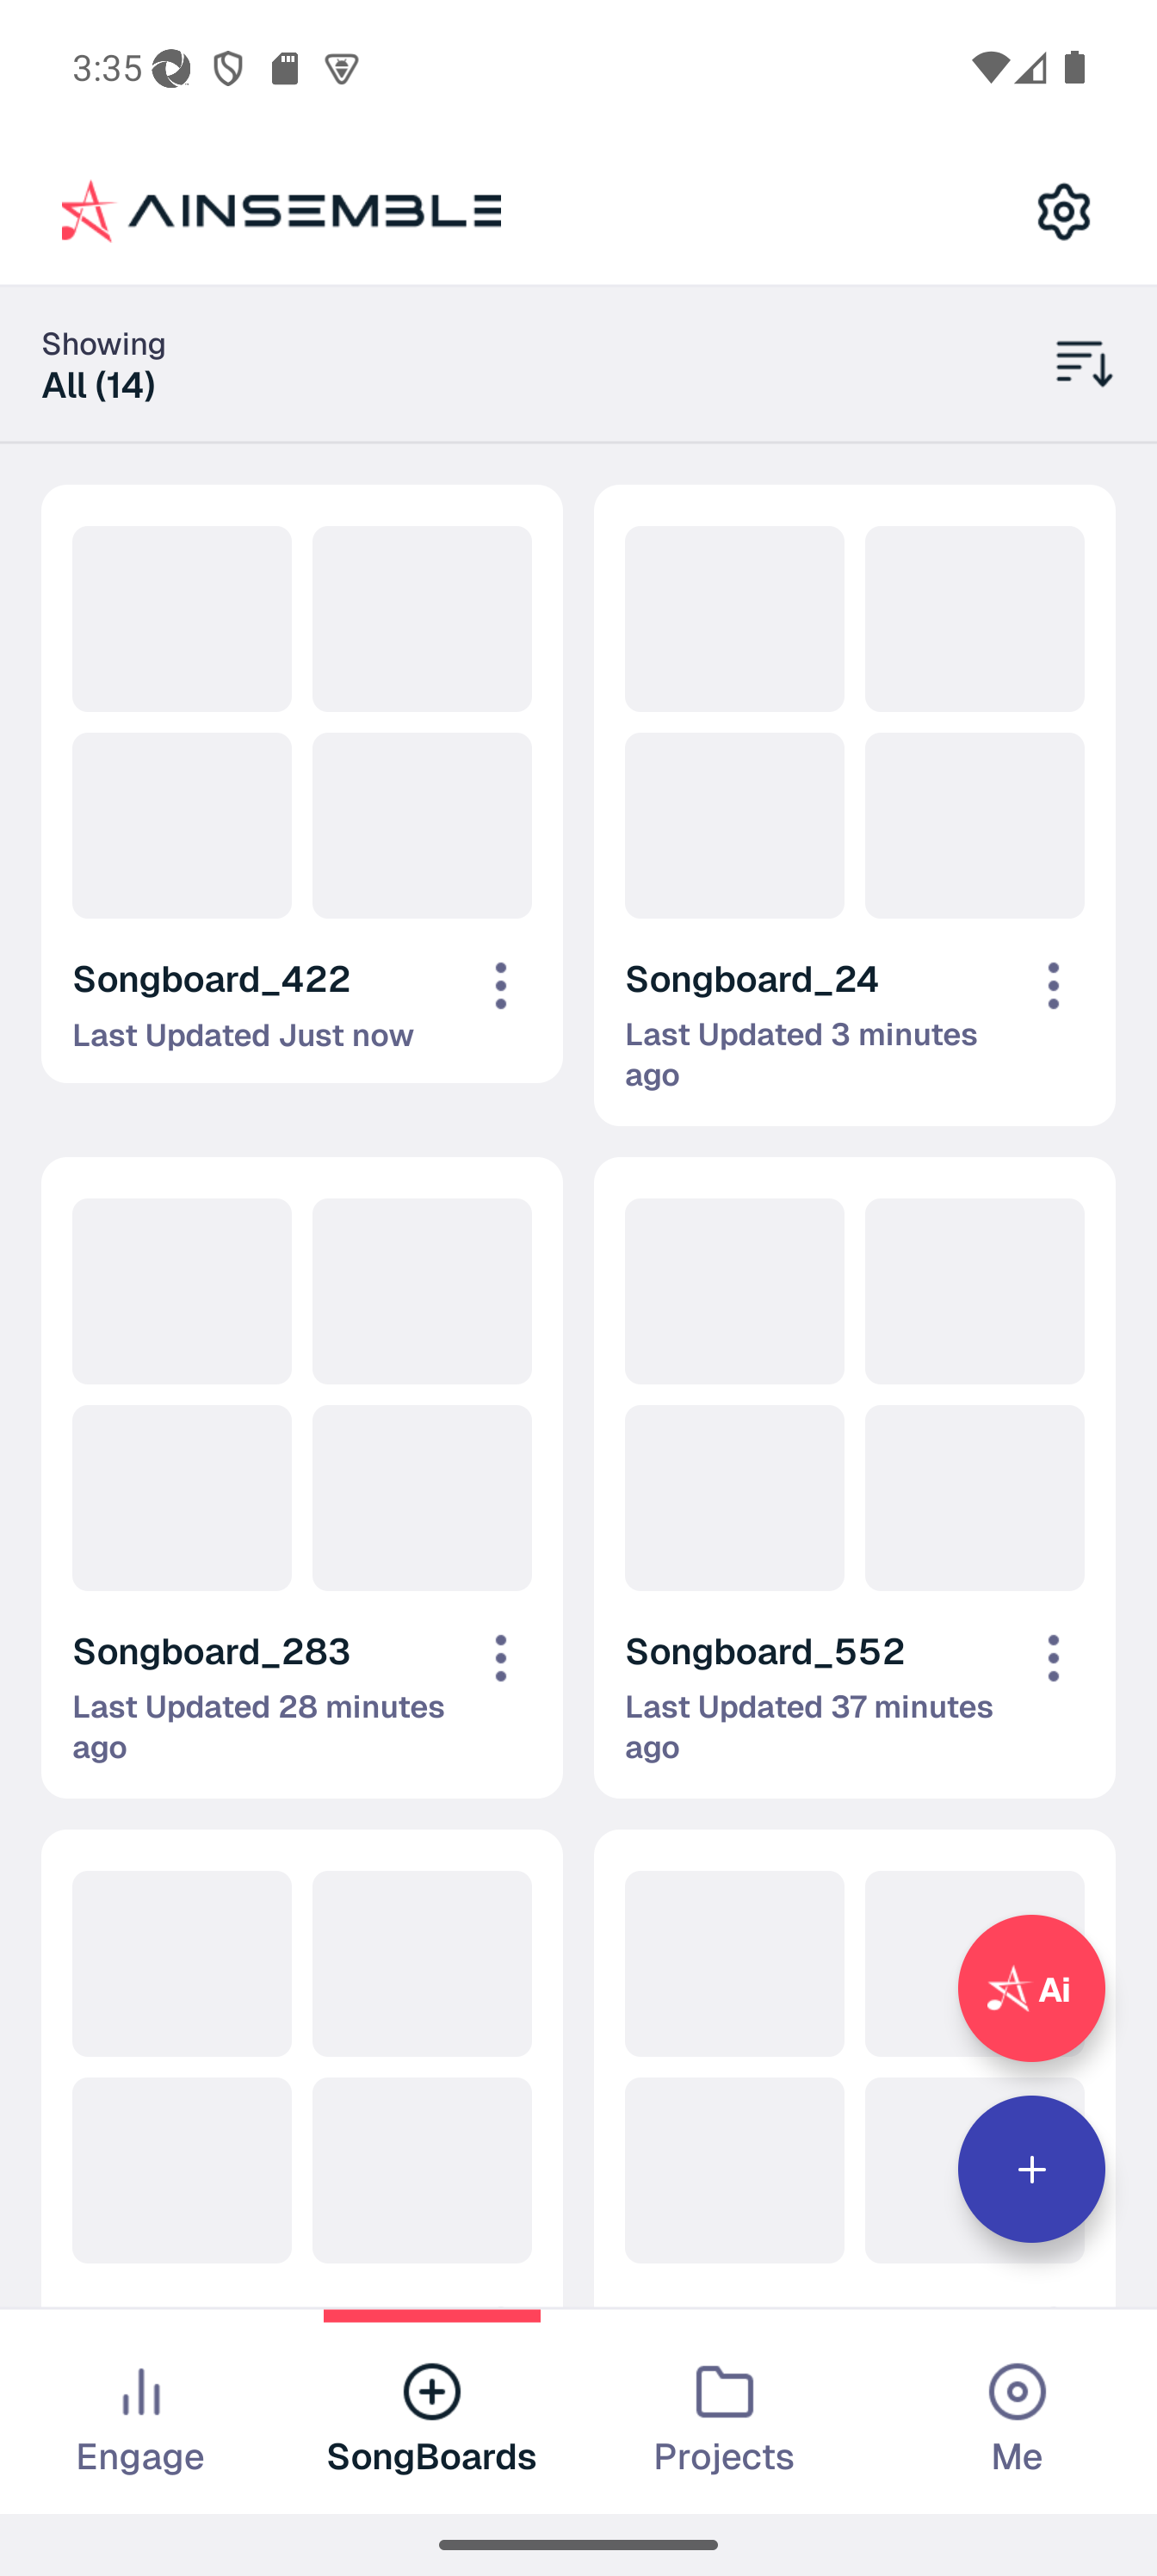 3:35
AINSEMBLE
Showing
All (14)
Songboard_422
Last Updated Just now
Songboard_24
Last Updated 3 minutes
ago
Songboard_283
Last Updated 28 minutes
ago
Songboard_552
Last Updated 37 minutes
ago
Ai
Engage
SongBoards
Projects
Me